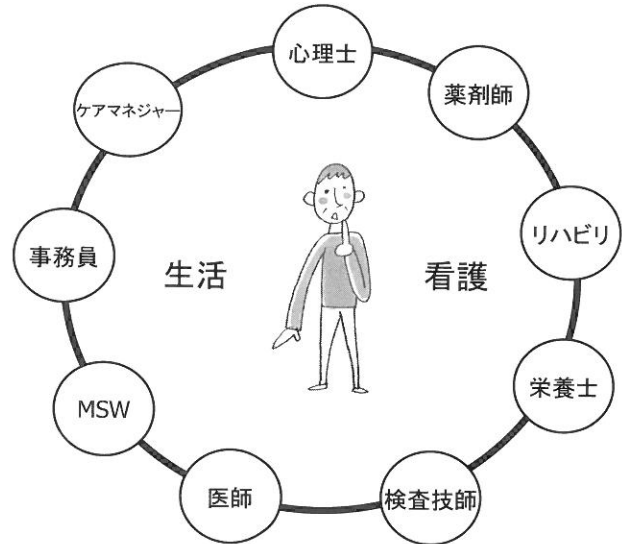 心理士
薬剤師
リハビリ
栄養士
検査技師
医師
MSW
事務員
ケアマネジャー
生活
看護